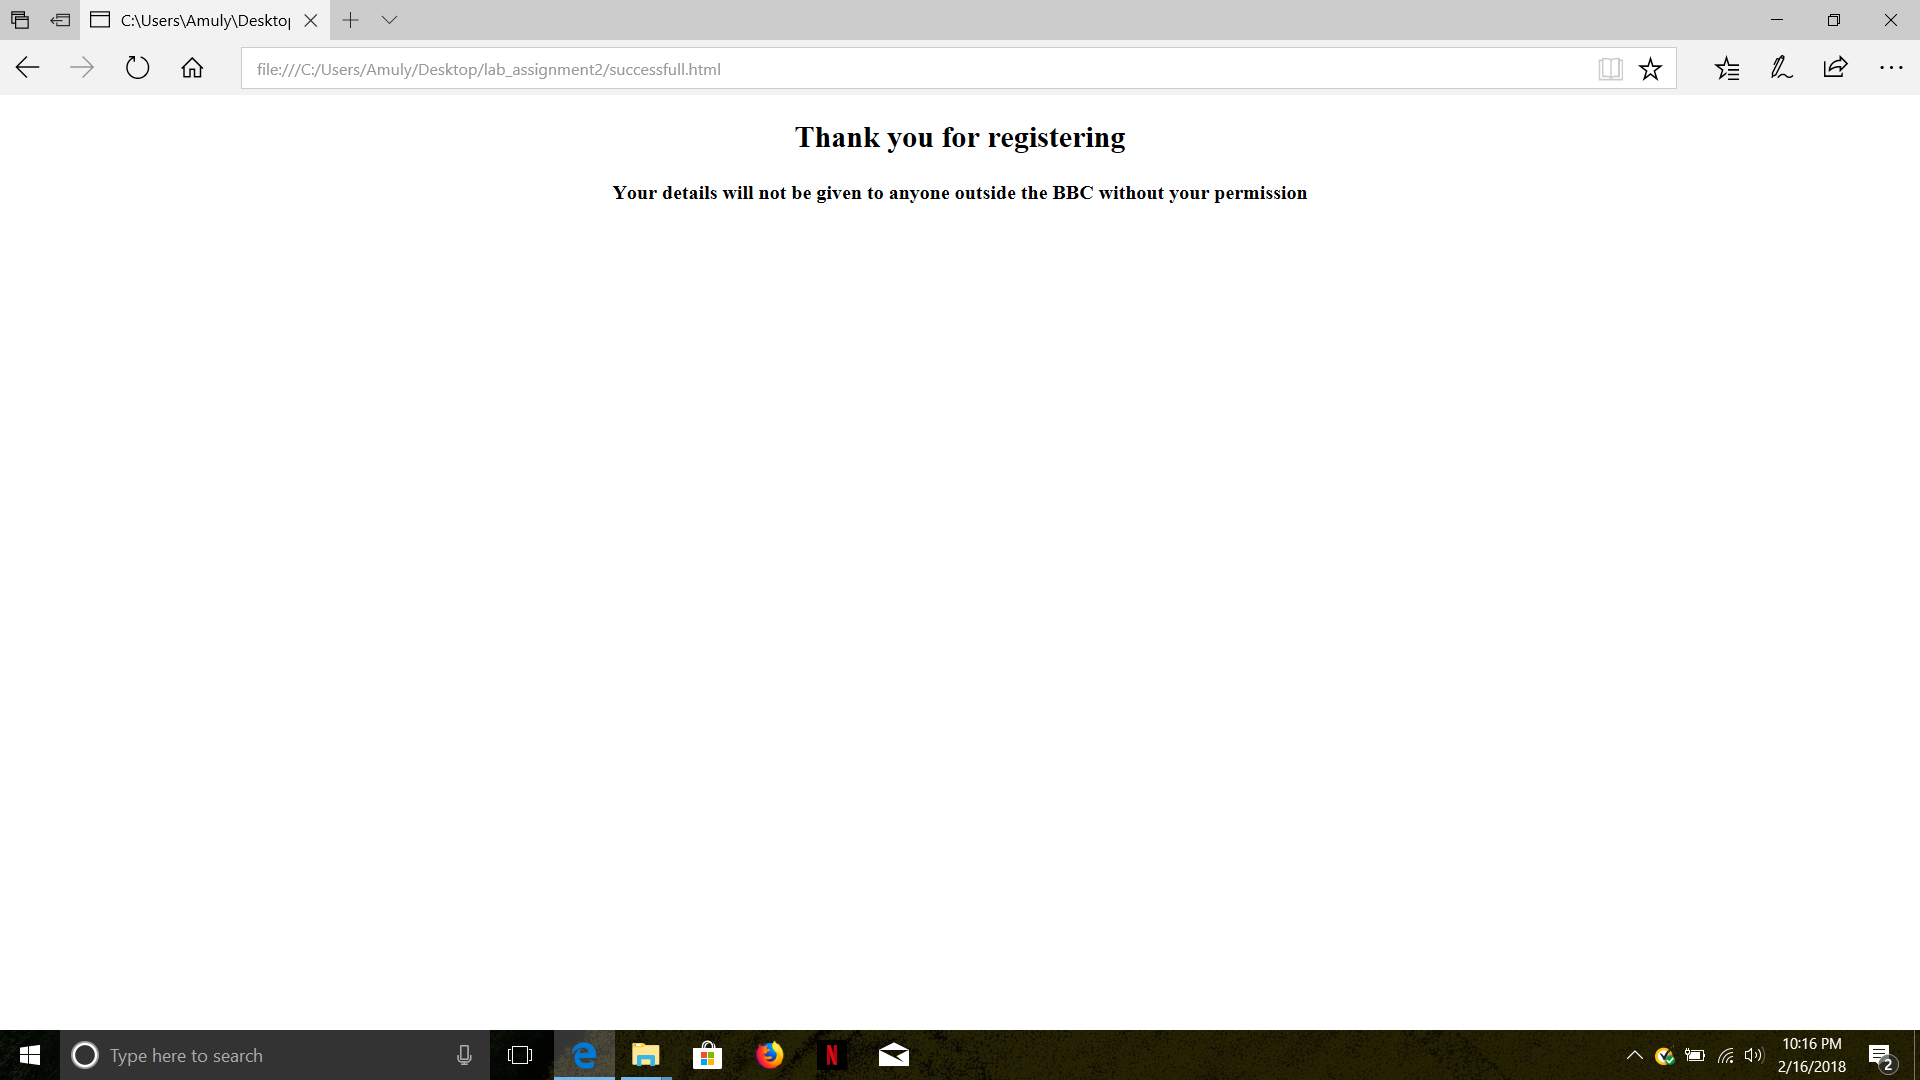 C:\Users\Amuly\Desktop
file:///C:/Users/Amuly/Desktop/lab_assignment2/successfull.html
Thank you for registering
Your details will not be given to anyone outside the BBC without your permission
Type here to search
N
10:16 PM
2/16/2018
2